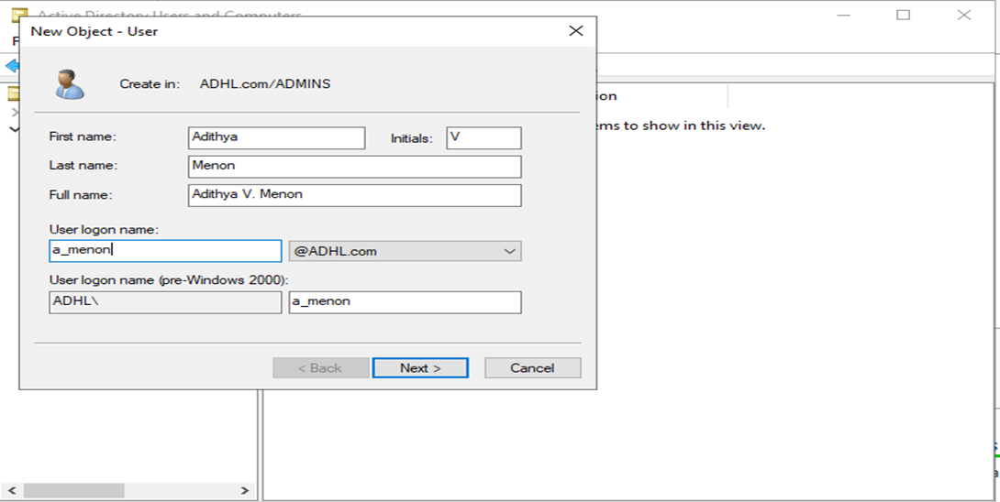 Active Directory Users and Computers
New Object - User
F
Create in: ADHL.com/ADMINS
ion
ems to show in this view.
First name: Adithya Initials: V
Last name: Menon
Full name: Adithya V. Menon
User logon name:
a_menon @ADHL.com
User logon name (pre-Windows 2000):
ADHL\ a_menon
< Back Next > Cancel